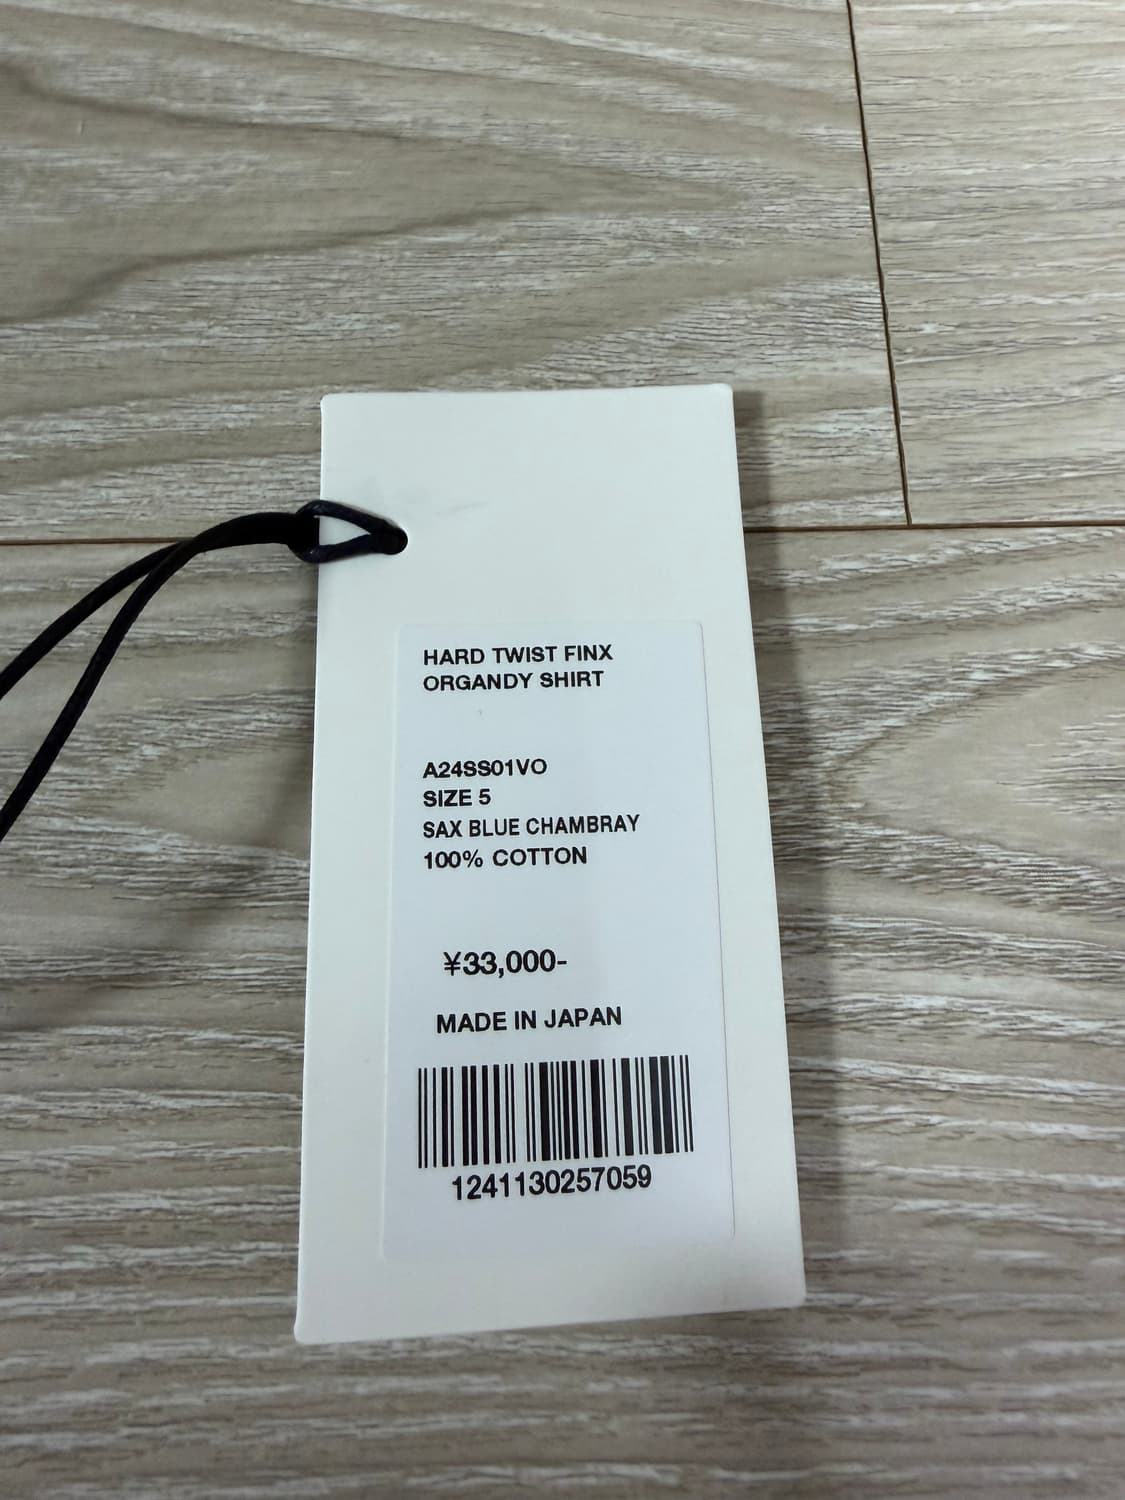 HARD TWIST FINX
ORGANDY SHIRT
A24SS01VO
SIZE 5
SAX BLUE CHAMBRAY
100% COTTON
¥33,000-
MADE IN JAPAN
1241130257059